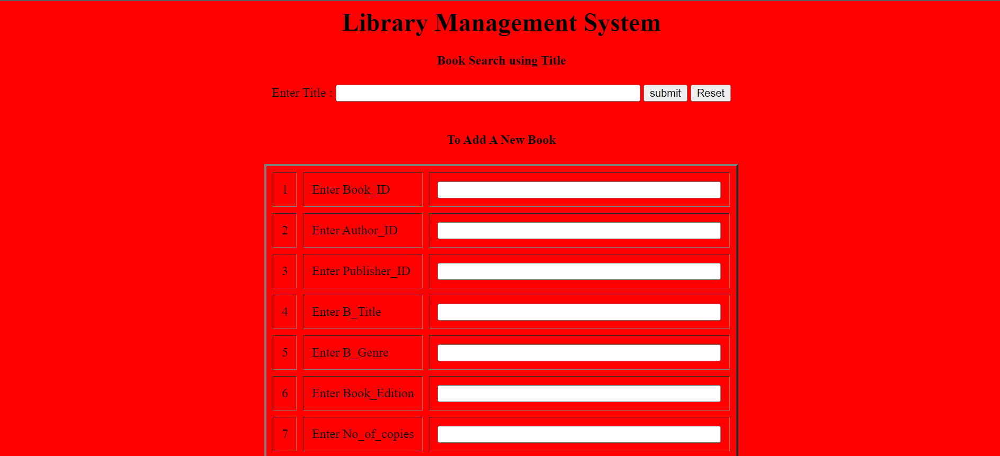 Library Management System
Book Search using Title
Enter Title : submit Reset
To Add A New Book
1 Enter Book_ID
2 Enter Author_ID
3 Enter Publisher_ID
4 Enter B_Title
5 Enter B_Genre
6 Enter Book_Edition
7 Enter No_of_copies